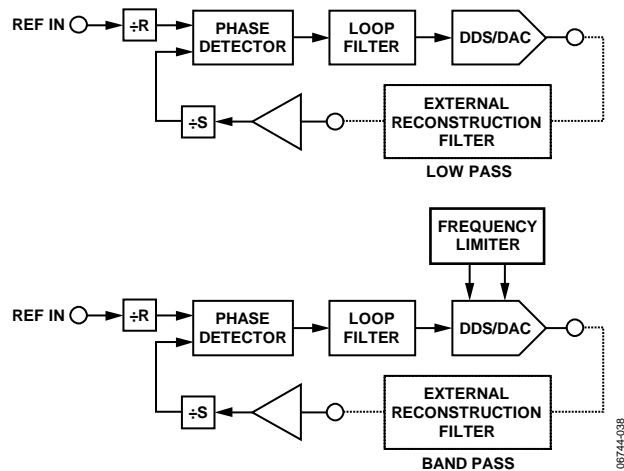 REF IN
÷R
PHASE
DETECTOR
LOOP
FILTER
DDS/DAC
÷S
EXTERNAL
RECONSTRUCTION
FILTER
LOW PASS
FREQUENCY
LIMITER
REF IN
÷R
PHASE
DETECTOR
LOOP
FILTER
DDS/DAC
÷S
EXTERNAL
RECONSTRUCTION
FILTER
BAND PASS
06744-038